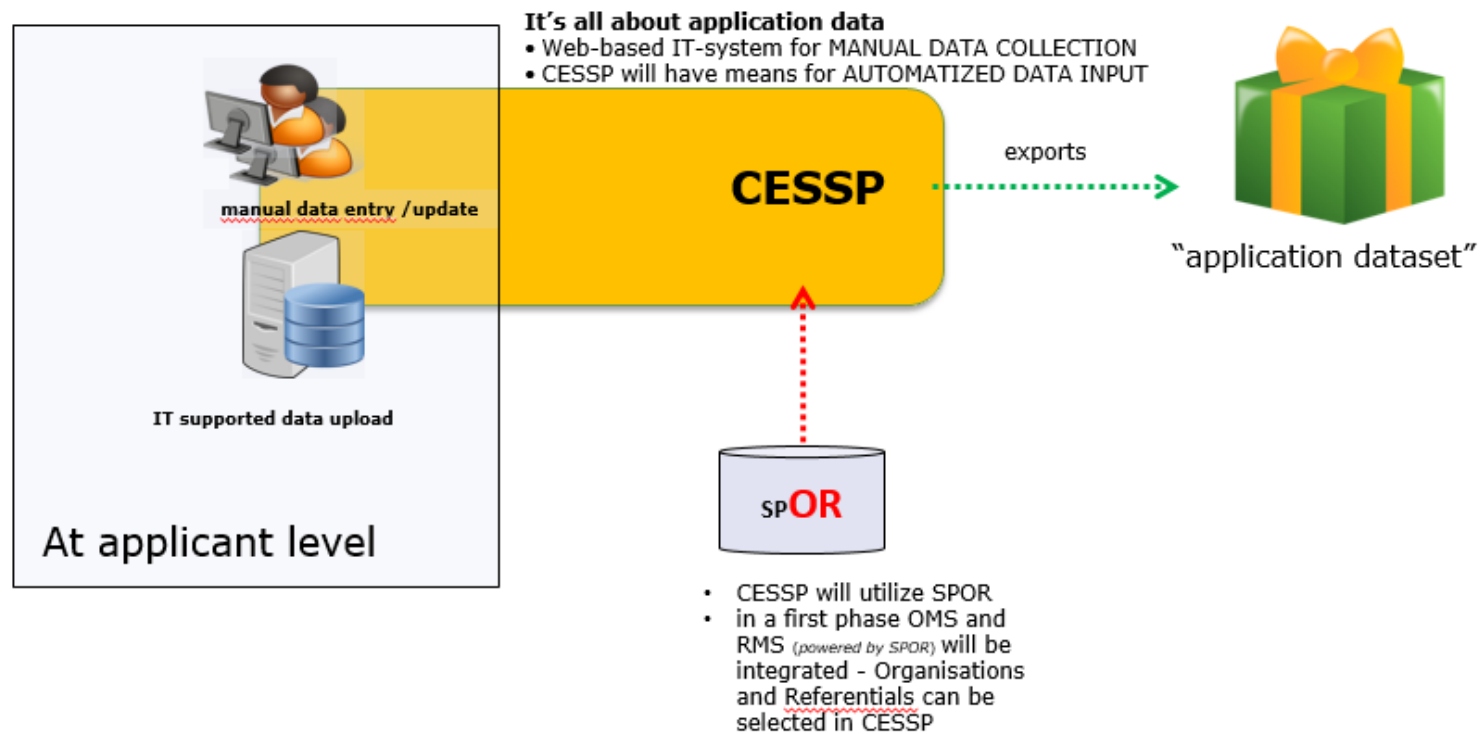 It’s all about application data
• Web-based IT-system for MANUAL DATA COLLECTION
• CESSP will have means for AUTOMATIZED DATA INPUT
manual data entry /update
IT supported data upload
At applicant level
CESSP
exports
“application dataset”
SPOR
• CESSP will utilize SPOR
• in a first phase OMS and
RMS (powered by SPOR) will be
integrated - Organisations
and Referentials can be
selected in CESSP